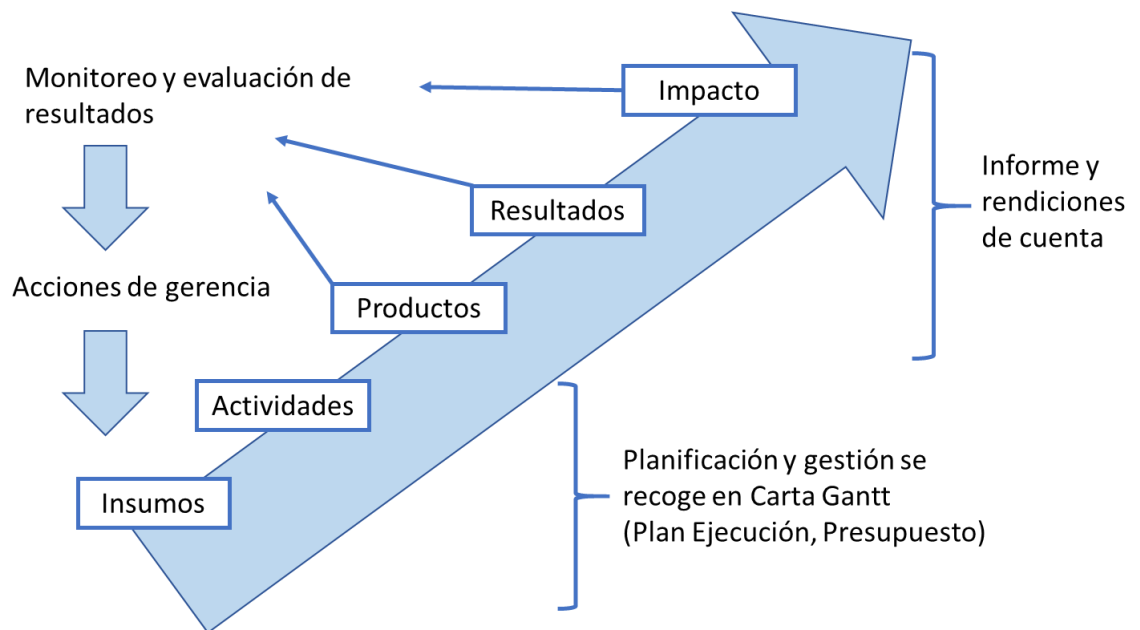 Monitoreo y evaluación de
resultados
Impacto
Informe y
rendiciones
de cuenta
Resultados
Acciones de gerencia
Productos
Actividades
Planificación y gestión se
recoge en Carta Gantt
(Plan Ejecución, Presupuesto)
Insumos